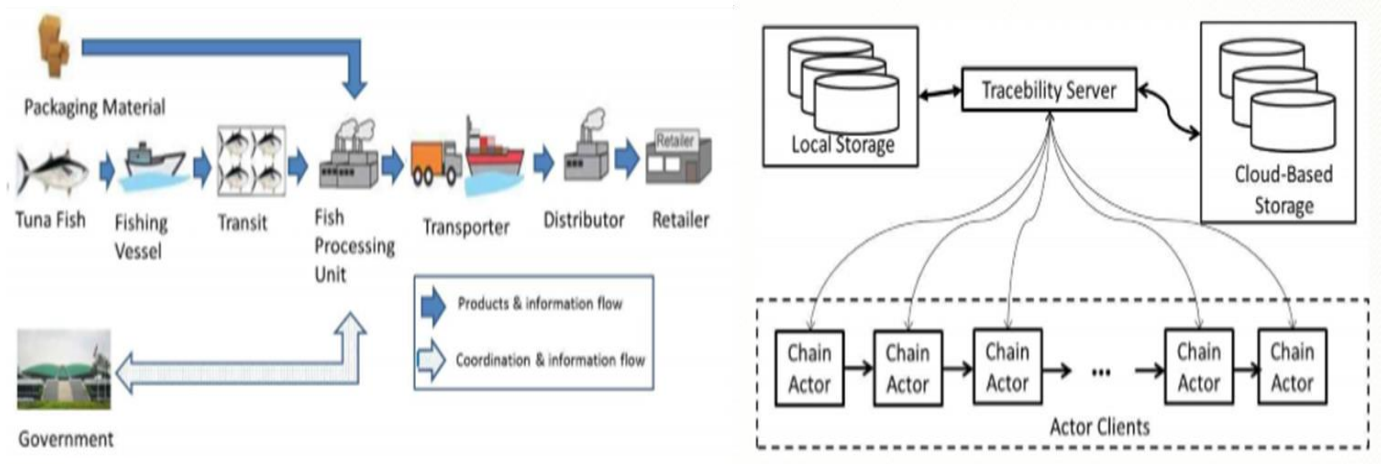 Packaging Material
Tuna Fish
Fishing
Vessel
Transit
Fish
Processing
Unit
Transporter
Distributor
Retailer
Retailer
Products & information flow
Coordination & information flow
Government
Local Storage
Tracebility Server
Cloud-Based
Storage
Chain
Actor
Chain
Actor
Chain
Actor
...
Chain
Actor
Chain
Actor
Actor Clients